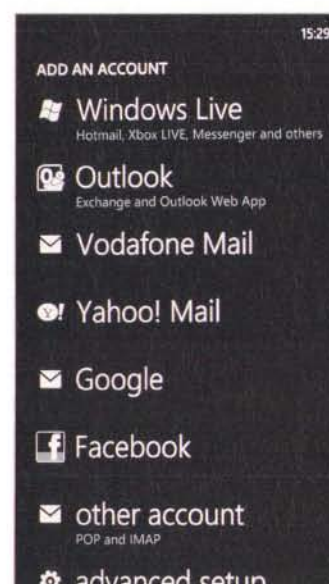 15:29
ADD AN ACCOUNT
Windows Live
Hotmail, Xbox LIVE, Messenger and others
Outlook
Exchange and Outlook Web App
Vodafone Mail
Yahoo! Mail
Google
Facebook
other account
POP and IMAP
advanced setup